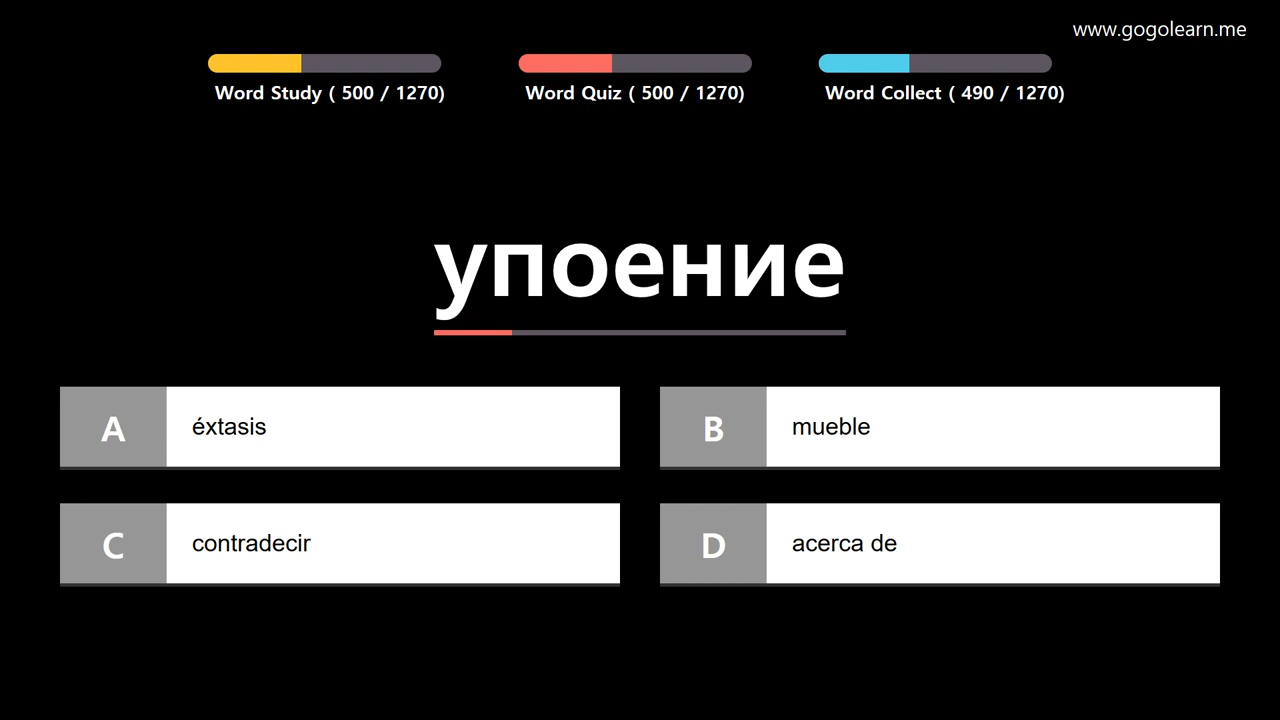 www.gogolearn.me
Word Study ( 500 / 1270)
Word Quiz ( 500 / 1270)
Word Collect ( 490 / 1270)
упоение
A éxtasis
B mueble
C contradecir
D acerca de